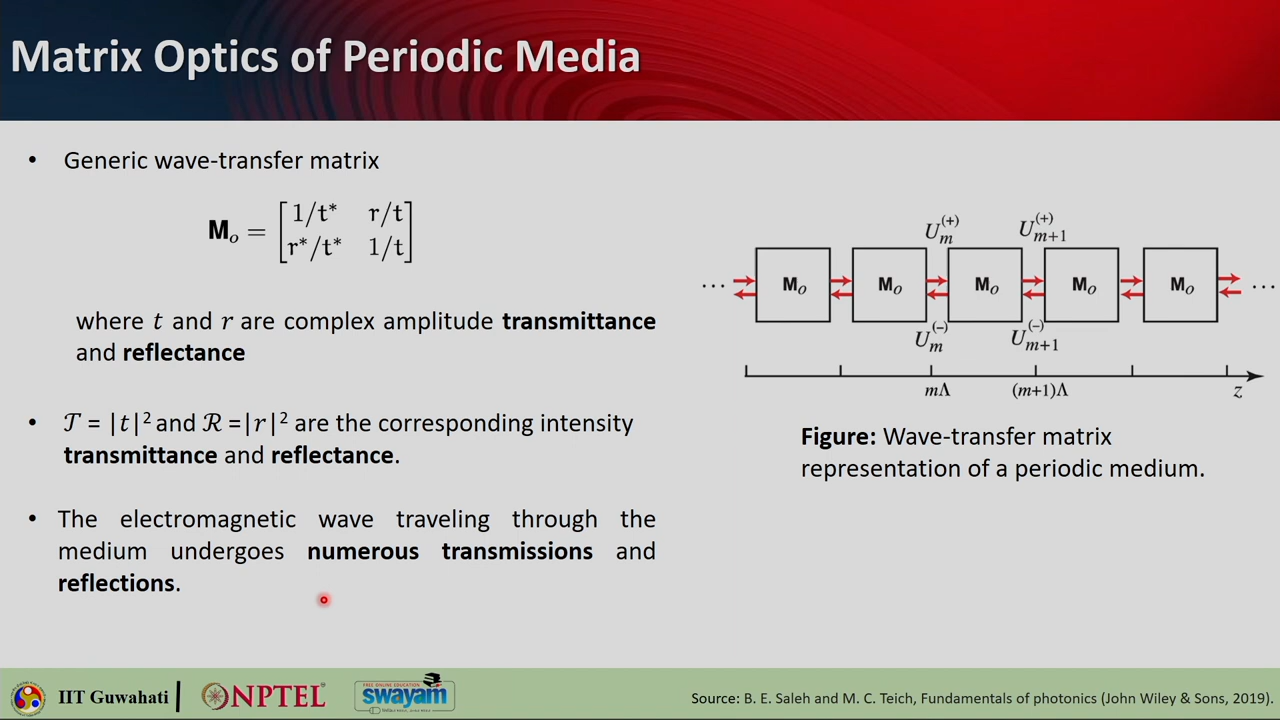 Matrix Optics of Periodic Media
• Generic wave-transfer matrix
M_o = [1/t* r/t
r*/t* 1/t]
where t and r are complex amplitude transmittance
and reflectance
• 𝒯 = |t|² and ℛ =|r|² are the corresponding intensity
transmittance and reflectance.
• The electromagnetic wave traveling through the
medium undergoes numerous transmissions and
reflections.
U_m^(+) U_{m+1}^(+)
··· M_o M_o M_o M_o M_o ···
U_m^(-) U_{m+1}^(-)
mΛ (m+1)Λ z
Figure: Wave-transfer matrix
representation of a periodic medium.
IIT Guwahati
NPTEL
FREE ONLINE EDUCATION
swayam
Source: B. E. Saleh and M. C. Teich, Fundamentals of photonics(John Wiley & Sons, 2019).